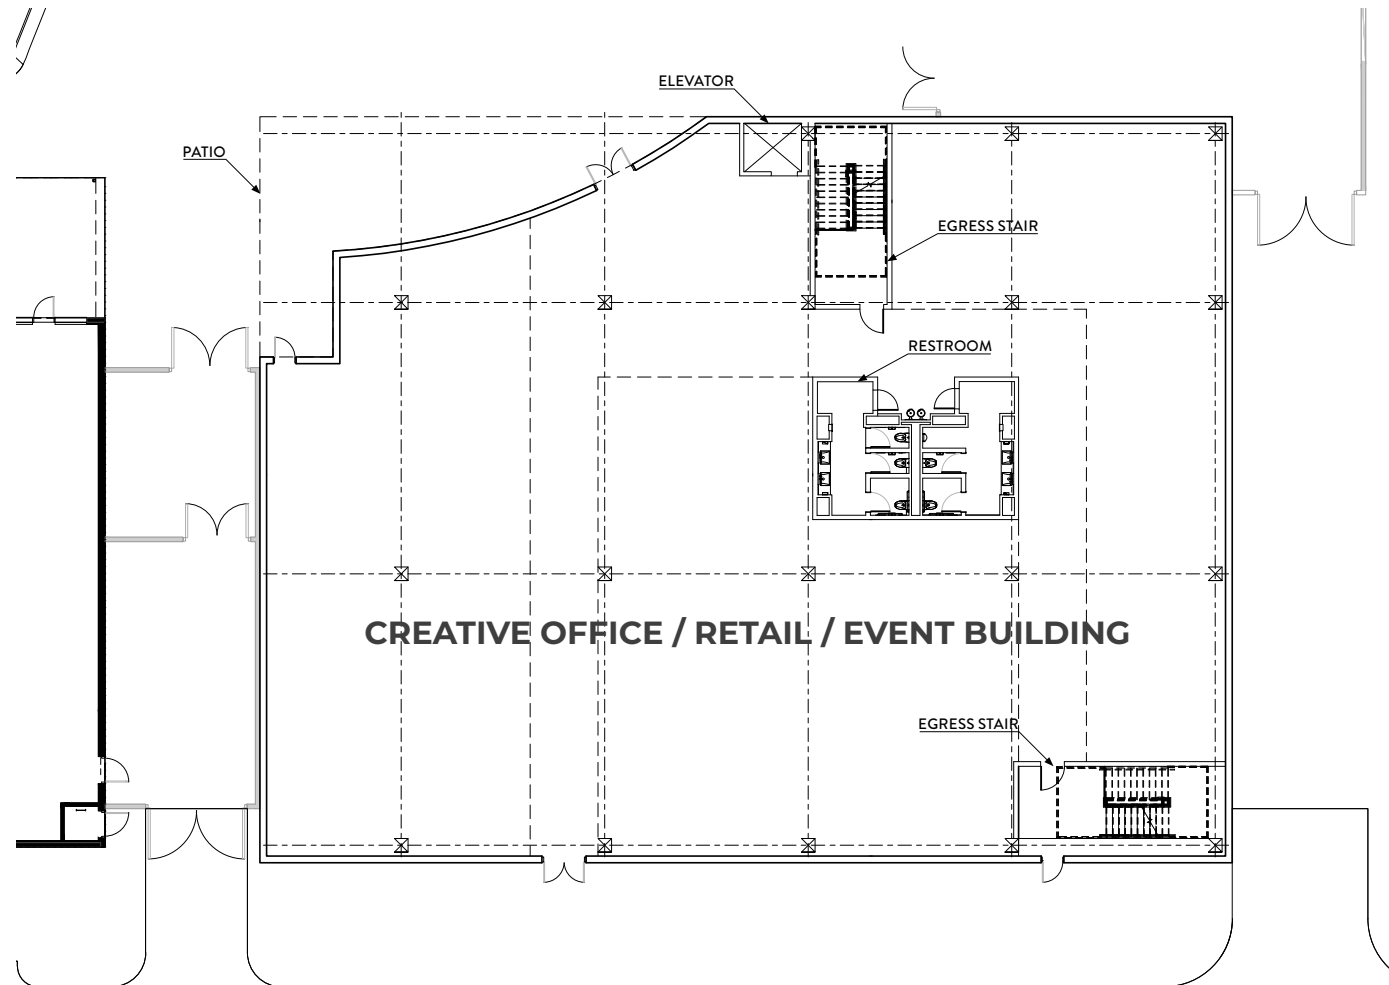 ELEVATOR
PATIO
EGRESS STAIR
RESTROOM
CREATIVE OFFICE / RETAIL / EVENT BUILDING
EGRESS STAIR